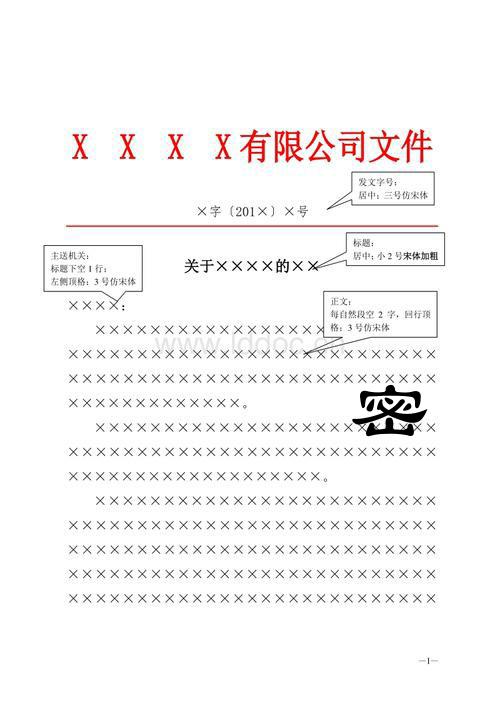 X X X X有限公司文件
发文字号：
居中；三号仿宋体
×字〔201×〕×号
主送机关：
标题下空1行；
左侧顶格：3号仿宋体
标题：
居中；小2号宋体加粗
关于××××的××
××××：
正文：
每自然段空2字，回行顶
格：3号仿宋体
×××××××××××××××××××××××××
×××××××××××××××××××××××××××
×××××××××××××××××××××××××××
×××××××××××××。
密
×××××××××××××××××××××××××
×××××××××××××××××××××××××××
×××××××××××××××××××。
×××××××××××××××××××××××××
×××××××××××××××××××××××××××
×××××××××××××××××××××××××××
×××××××××××××××××××××××××××
×××××××××××××××××××××××××××
—1—